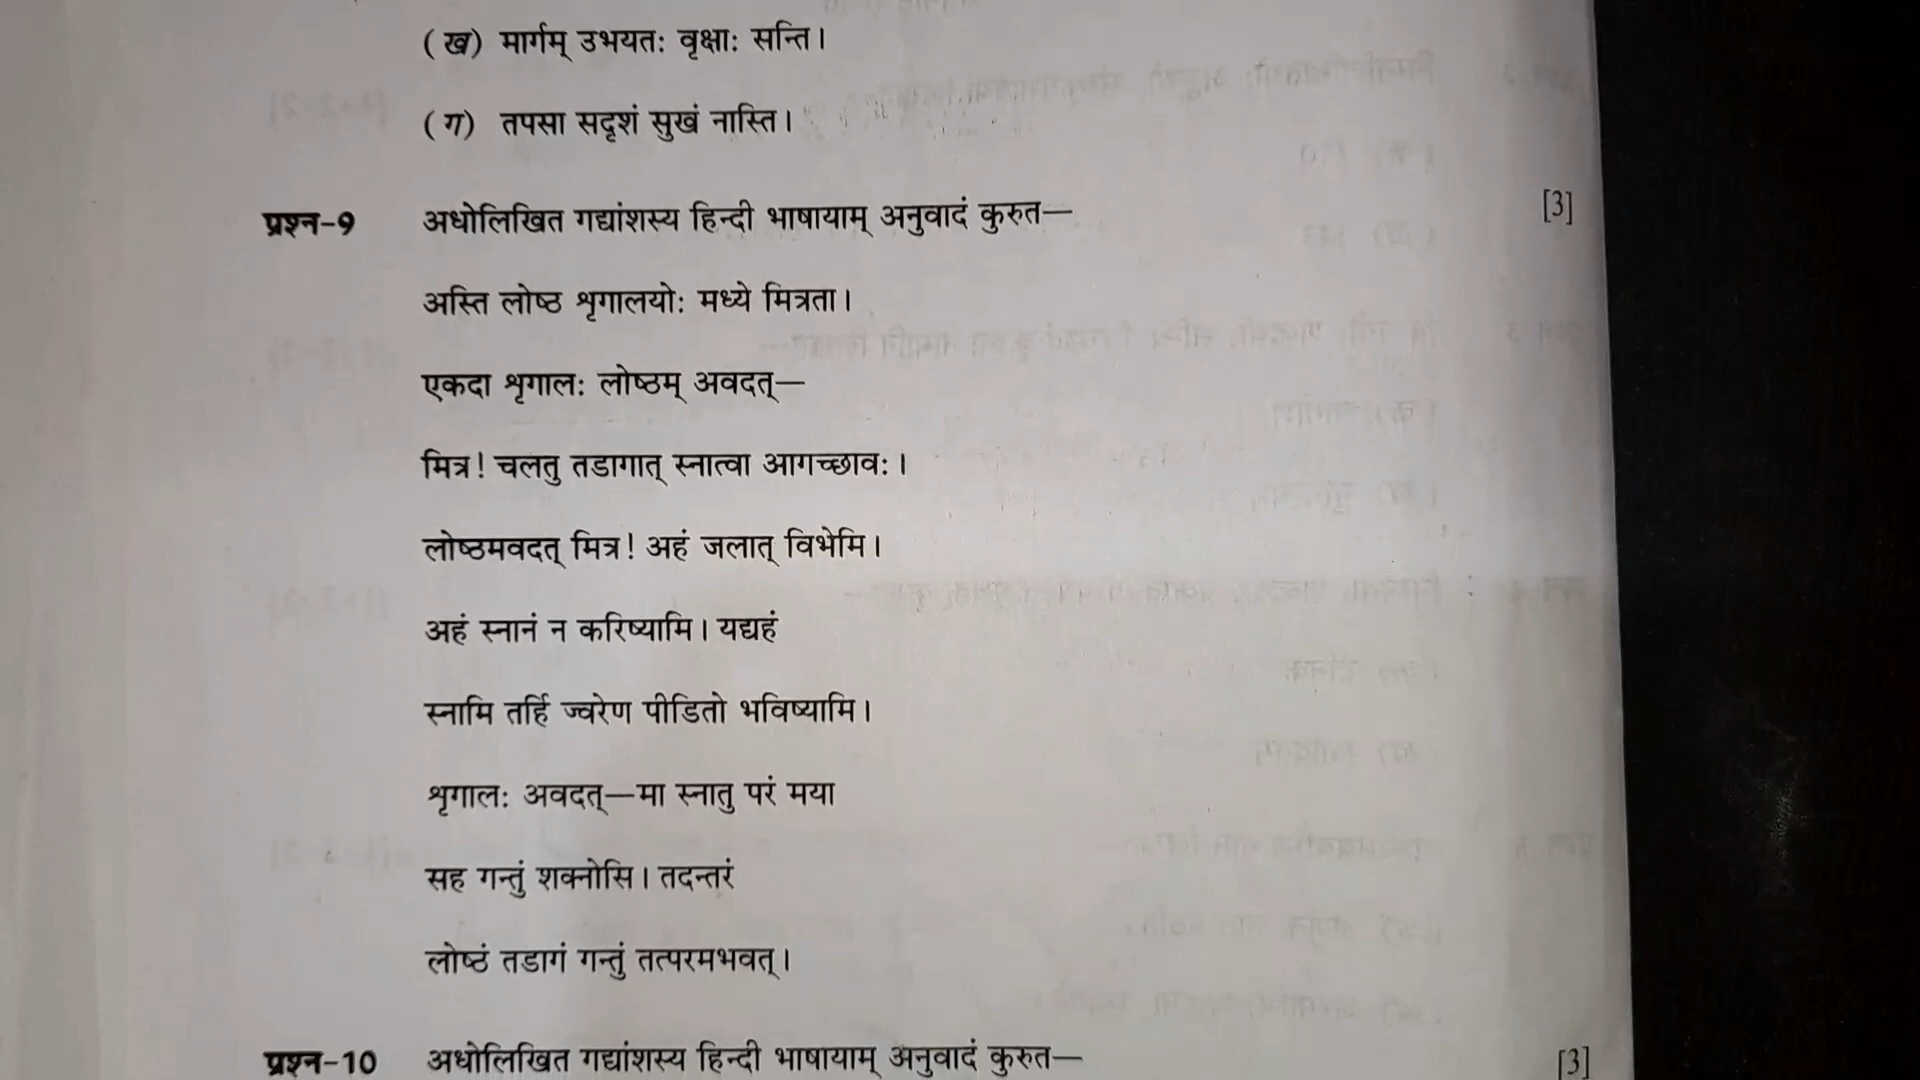 (ख) मार्गम् उभयतः वृक्षाः सन्ति।
(ग) तपसा सदृशं सुखं नास्ति।
प्रश्न-9 अधोलिखित गद्यांशस्य हिन्दी भाषायाम् अनुवादं कुरुत— [3]
अस्ति लोष्ठ शृगालयोः मध्ये मित्रता।
एकदा शृगालः लोष्ठम् अवदत्—
मित्र! चलतु तडागात् स्नात्वा आगच्छावः।
लोष्ठमवदत् मित्र! अहं जलात् विभेमि।
अहं स्नानं न करिष्यामि। यद्यहं
स्नामि तर्हि ज्वरेण पीडितो भविष्यामि।
शृगालः अवदत्—मा स्नातु परं मया
सह गन्तुं शक्नोसि। तदन्तरं
लोष्टं तडागं गन्तुं तत्परमभवत्।
प्रश्न-10 अधोलिखित गद्यांशस्य हिन्दी भाषायाम् अनुवादं कुरुत— [3]